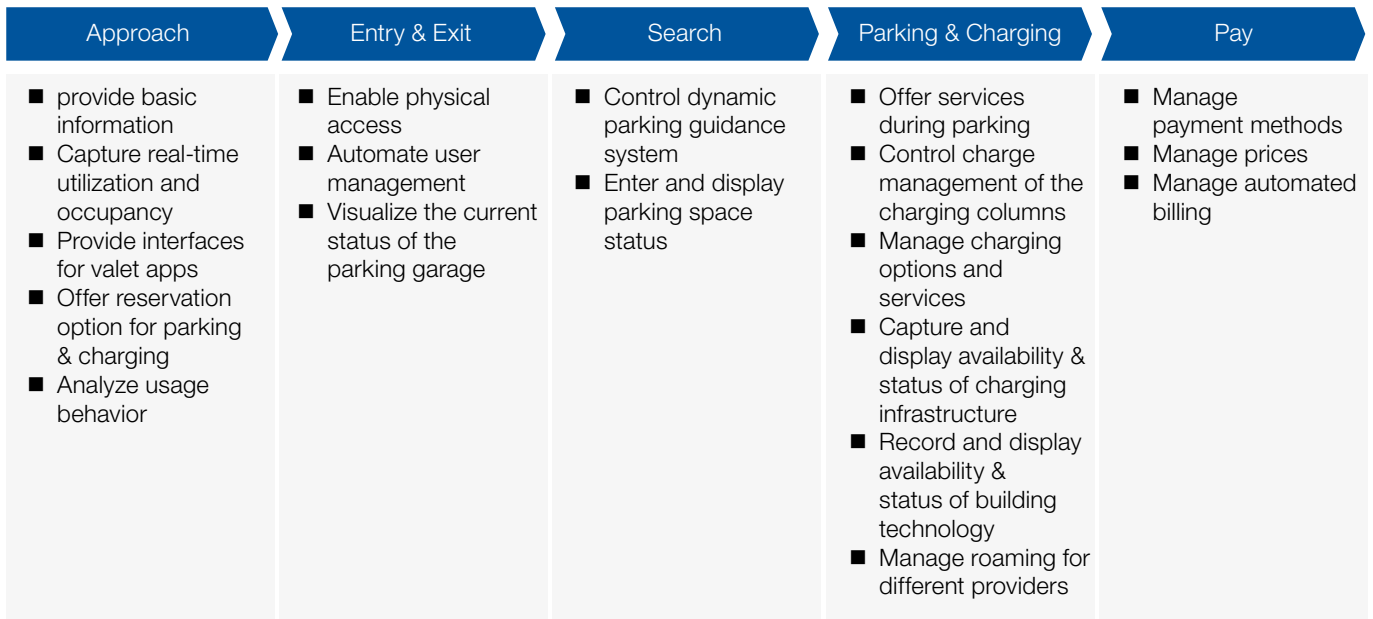 Approach
Entry & Exit
Search
Parking & Charging
Pay
■ provide basic
information
■ Capture real-time
utilization and
occupancy
■ Provide interfaces
for valet apps
■ Offer reservation
option for parking
& charging
■ Analyze usage
behavior
■ Enable physical
access
■ Automate user
management
■ Visualize the current
status of the
parking garage
■ Control dynamic
parking guidance
system
■ Enter and display
parking space
status
■ Offer services
during parking
■ Control charge
management of the
charging columns
■ Manage charging
options and
services
■ Capture and
display availability &
status of charging
infrastructure
■ Record and display
availability &
status of building
technology
■ Manage roaming for
different providers
■ Manage
payment methods
■ Manage prices
■ Manage automated
billing